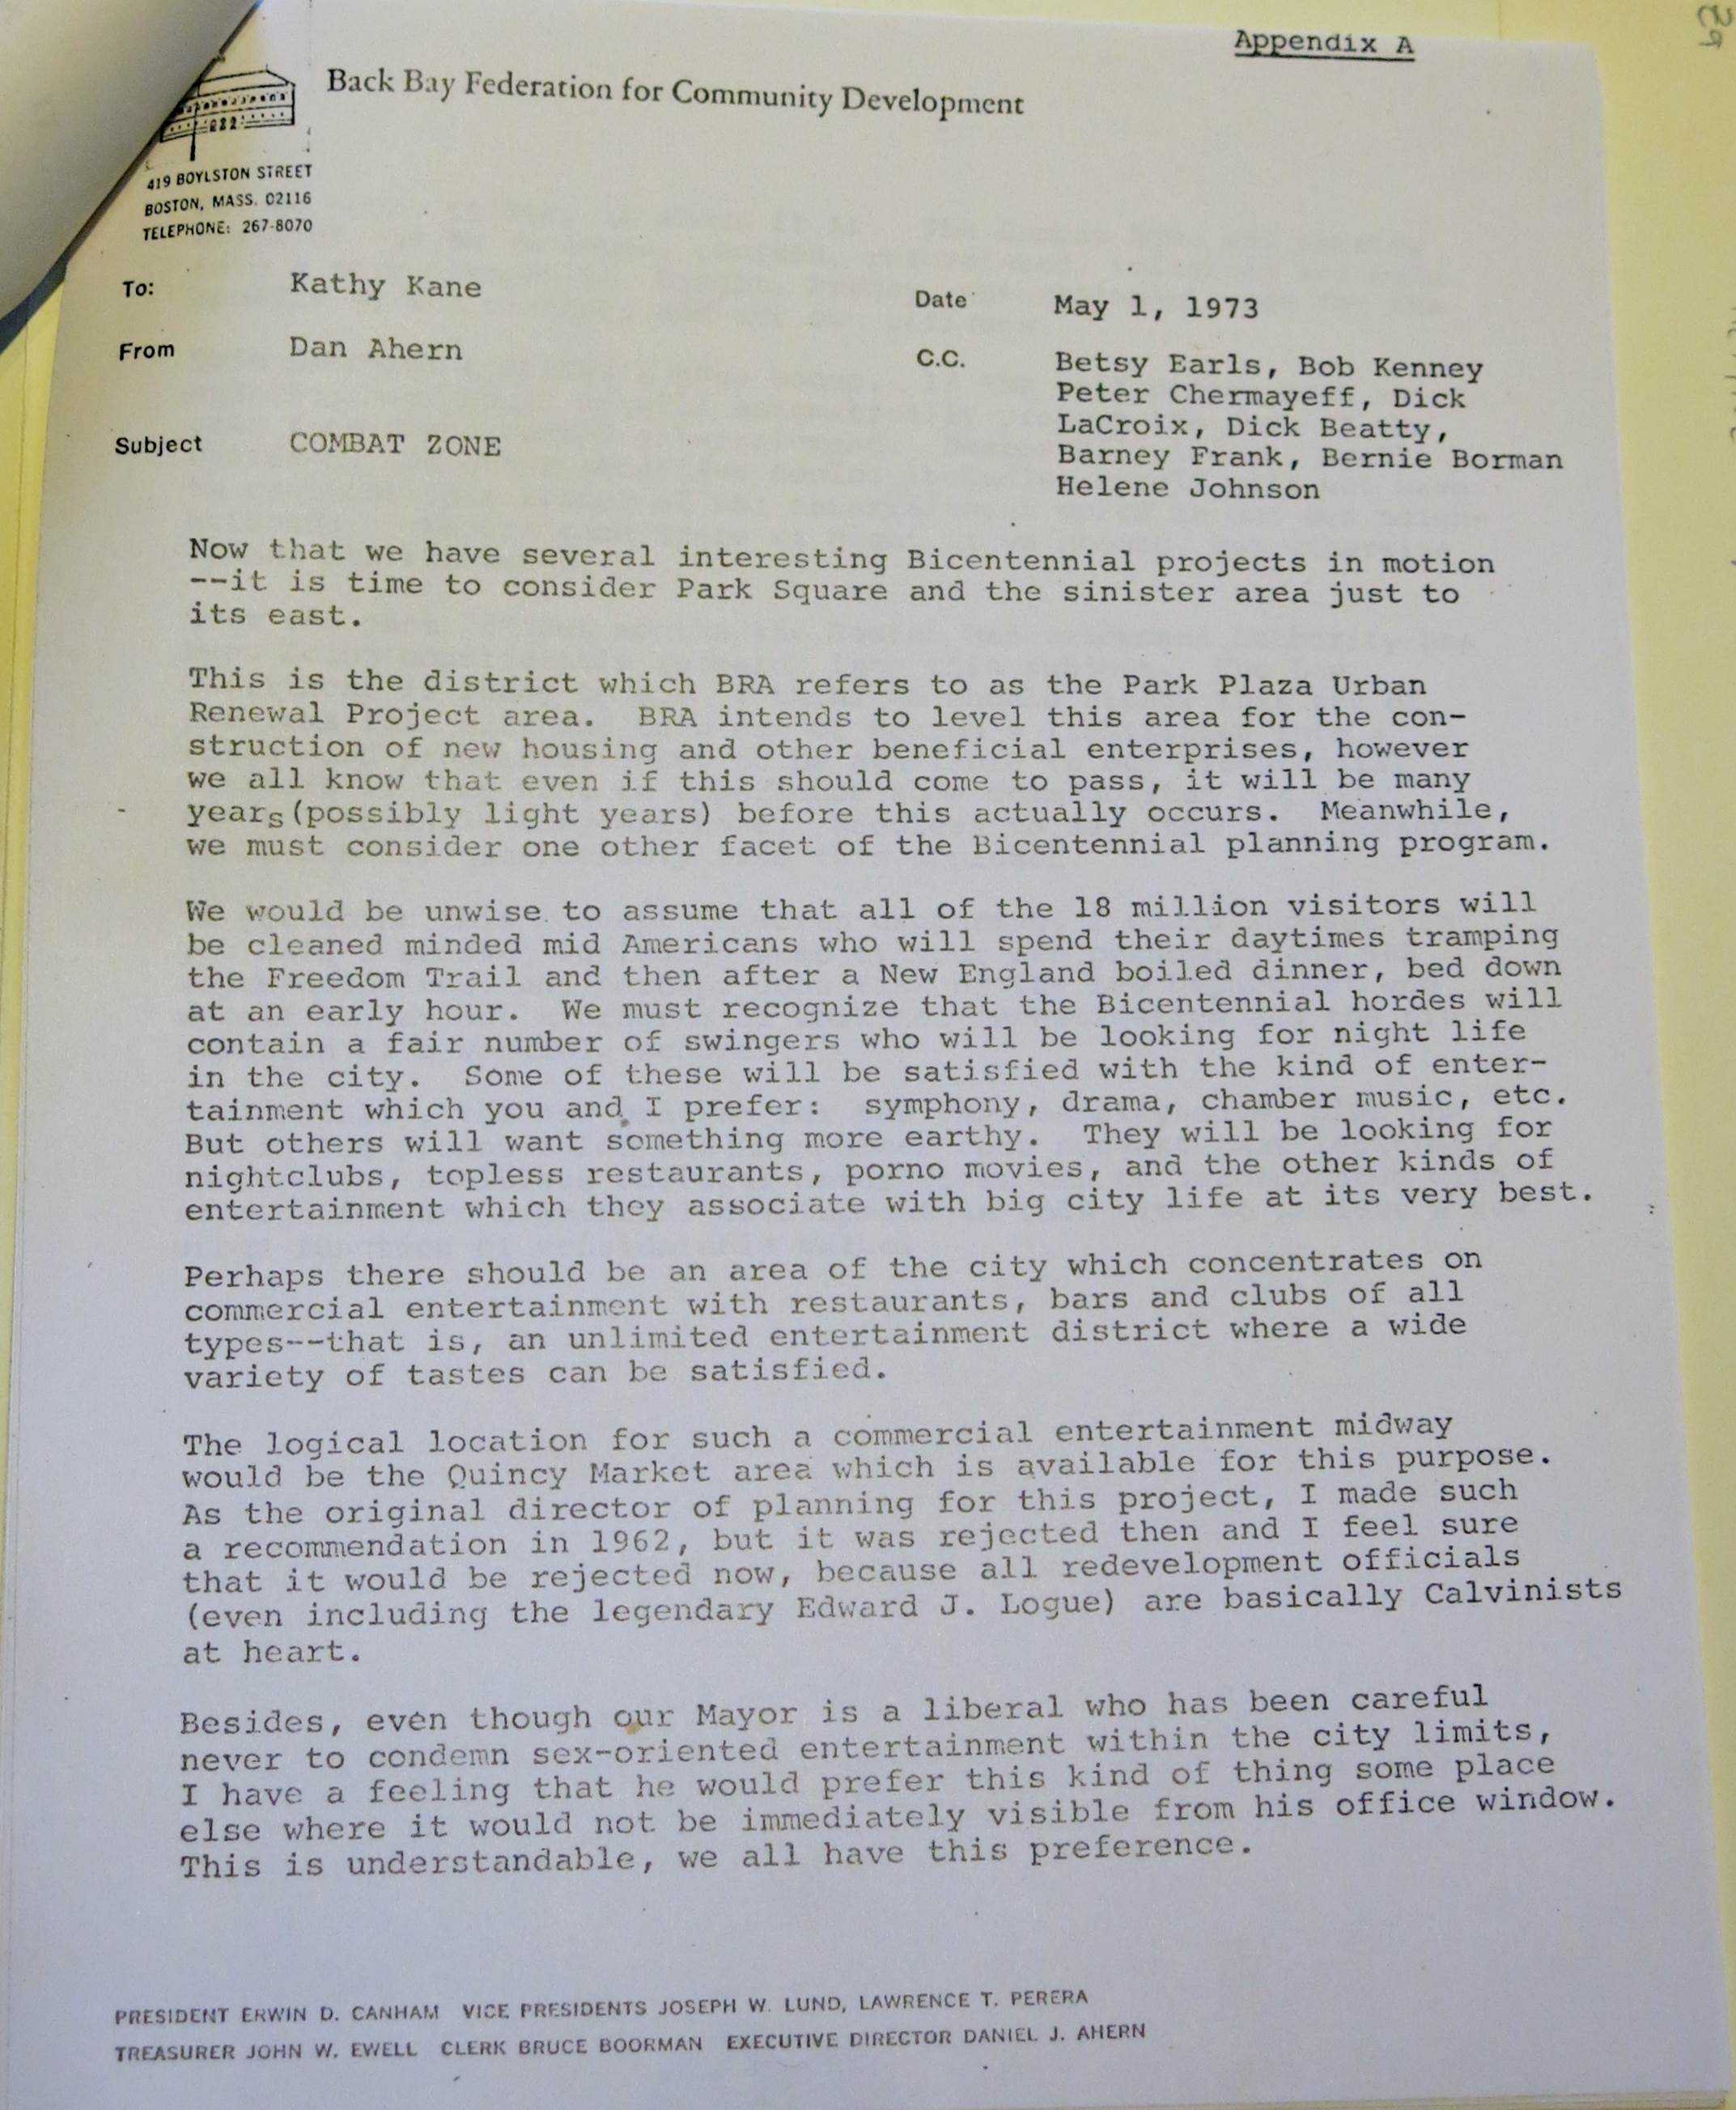 Appendix A
Back Bay Federation for Community Development
419 BOYLSTON STREET
BOSTON, MASS. 02116
TELEPHONE: 267-8070
To: Kathy Kane
Date May 1, 1973
From Dan Ahern
C.C. Betsy Earls, Bob Kenney
Peter Chermayeff, Dick
LaCroix, Dick Beatty,
Barney Frank, Bernie Borman
Helene Johnson
Subject COMBAT ZONE
Now that we have several interesting Bicentennial projects in motion
--it is time to consider Park Square and the sinister area just to
its east.
This is the district which BRA refers to as the Park Plaza Urban
Renewal Project area. BRA intends to level this area for the con-
struction of new housing and other beneficial enterprises, however
we all know that even if this should come to pass, it will be many
years (possibly light years) before this actually occurs. Meanwhile,
we must consider one other facet of the Bicentennial planning program.
We would be unwise to assume that all of the 18 million visitors will
be cleaned minded mid Americans who will spend their daytimes tramping
the Freedom Trail and then after a New England boiled dinner, bed down
at an early hour. We must recognize that the Bicentennial hordes will
contain a fair number of swingers who will be looking for night life
in the city. Some of these will be satisfied with the kind of enter-
tainment which you and I prefer: symphony, drama, chamber music, etc.
But others will want something more earthy. They will be looking for
nightclubs, topless restaurants, porno movies, and the other kinds of
entertainment which they associate with big city life at its very best.
Perhaps there should be an area of the city which concentrates on
commercial entertainment with restaurants, bars and clubs of all
types--that is, an unlimited entertainment district where a wide
variety of tastes can be satisfied.
The logical location for such a commercial entertainment midway
would be the Quincy Market area which is available for this purpose.
As the original director of planning for this project, I made such
a recommendation in 1962, but it was rejected then and I feel sure
that it would be rejected now, because all redevelopment officials
(even including the legendary Edward J. Logue) are basically Calvinists
at heart.
Besides, even though our Mayor is a liberal who has been careful
never to condemn sex-oriented entertainment within the city limits,
I have a feeling that he would prefer this kind of thing some place
else where it would not be immediately visible from his office window.
This is understandable, we all have this preference.
PRESIDENT ERWIN D. CANHAM VICE PRESIDENTS JOSEPH W. LUND, LAWRENCE T. PERERA
TREASURER JOHN W. EWELL CLERK BRUCE BOORMAN EXECUTIVE DIRECTOR DANIEL J. AHERN